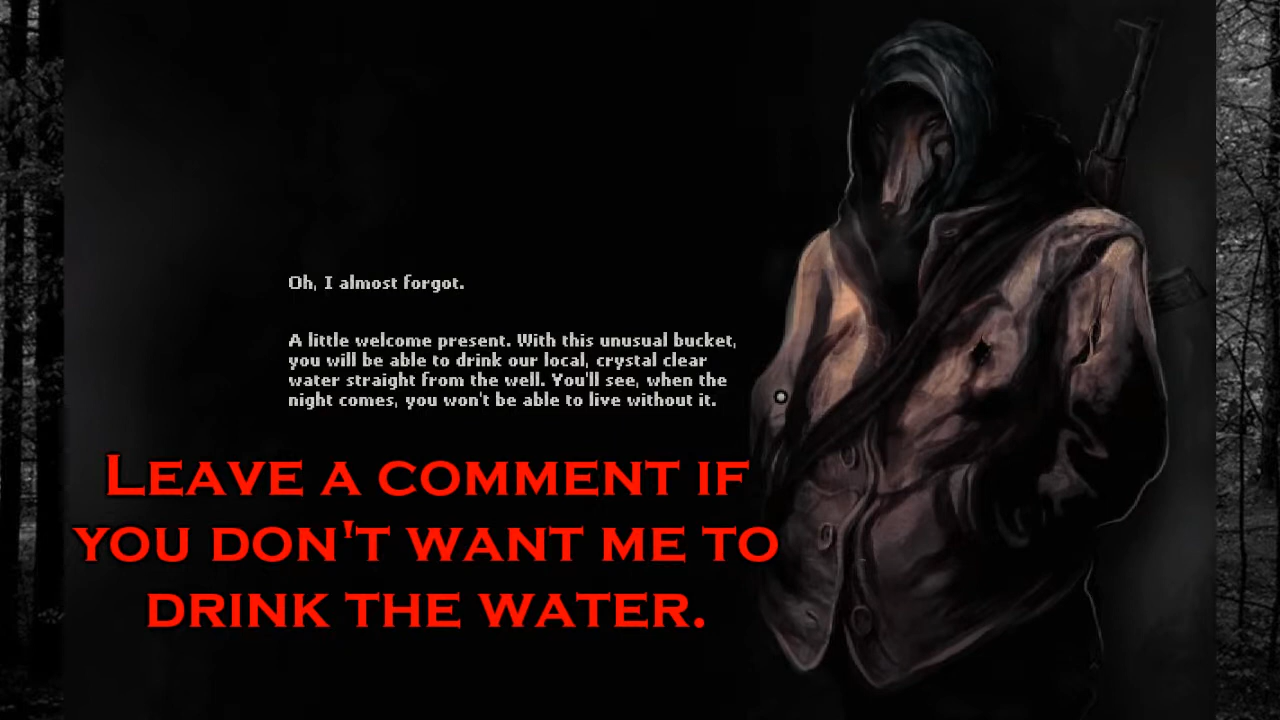 Oh, I almost forgot.
A little welcome present. With this unusual bucket,
you will be able to drink our local, crystal clear
water straight from the well. You'll see, when the
night comes, you won't be able to live without it.
Leave a comment if
you don't want me to
drink the water.